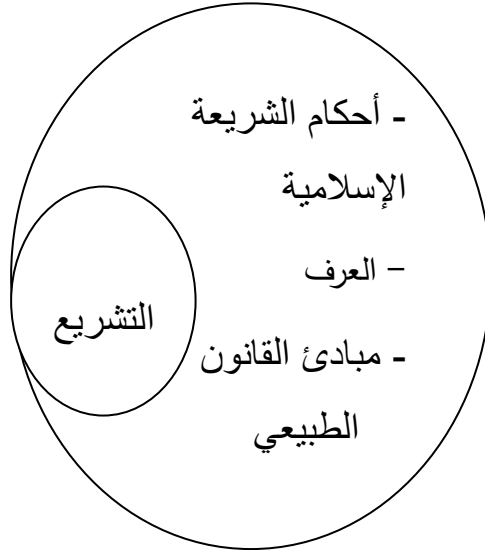 - أحكام الشريعة
الإسلامية
- العرف
التشريع
- مبادئ القانون
الطبيعي